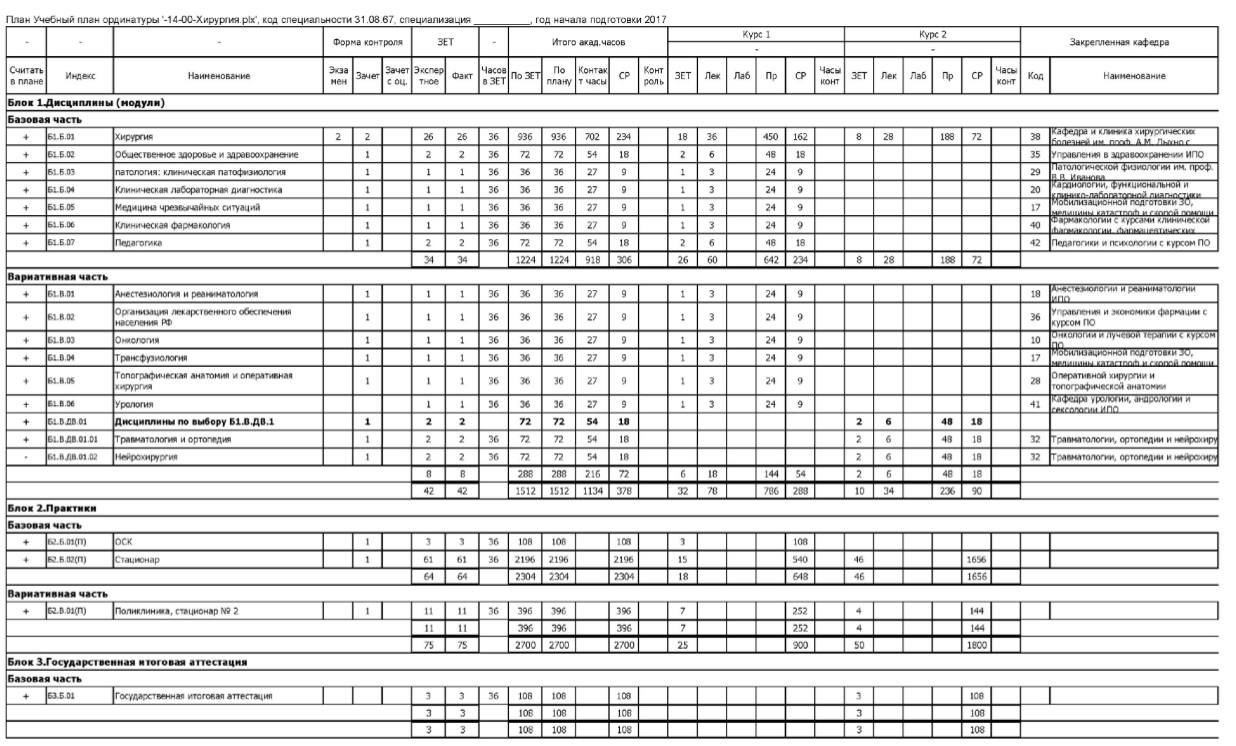 План Учебный план ординатуры '-14-00-Хирургия.plx', код специальности 31.08.67, специализация ___________, год начала подготовки 2017
- - - Форма контроля ЗЕТ - Итого акад.часов Курс 1 Курс 2 Закрепленная кафедра
- -
Считать в плане Индекс Наименование Экза мен Зачет Зачет с оц. Экспер тное Факт Часов в ЗЕТ По ЗЕТ По плану Контак т часы СР Конт роль ЗЕТ Лек Лаб Пр СР Часы конт ЗЕТ Лек Лаб Пр СР Часы конт Код Наименование
Блок 1.Дисциплины (модули)
Базовая часть
+ Б1.Б.01 Хирургия 2 2 26 26 36 936 936 702 234 18 36 450 162 8 28 188 72 38 Кафедра и клиника хирургических болезней им. проф. А.М. Дыхно с
+ Б1.Б.02 Общественное здоровье и здравоохранение 1 2 2 36 72 72 54 18 2 6 48 18 35 Управления в здравоохранении ИПО
+ Б1.Б.03 патология: клиническая патофизиология 1 1 1 36 36 36 27 9 1 3 24 9 29 Патологической физиологии им. проф. В.В. Иванова
+ Б1.Б.04 Клиническая лабораторная диагностика 1 1 1 36 36 36 27 9 1 3 24 9 20 Кардиологии, функциональной и клинико-лабораторной диагностики
+ Б1.Б.05 Медицина чрезвычайных ситуаций 1 1 1 36 36 36 27 9 1 3 24 9 17 Мобилизационной подготовки ЗО, медицины катастроф и скорой помощи
+ Б1.Б.06 Клиническая фармакология 1 1 1 36 36 36 27 9 1 3 24 9 40 Фармакологии с курсами клинической фармакологии, фармацевтических
+ Б1.Б.07 Педагогика 1 2 2 36 72 72 54 18 2 6 48 18 42 Педагогики и психологии с курсом ПО
34 34 1224 1224 918 306 26 60 642 234 8 28 188 72
Вариативная часть
+ Б1.В.01 Анестезиология и реаниматология 1 1 1 36 36 36 27 9 1 3 24 9 18 Анестезиологии и реаниматологии ИПО
+ Б1.В.02 Организация лекарственного обеспечения населения РФ 1 1 1 36 36 36 27 9 1 3 24 9 36 Управления и экономики фармации с курсом ПО
+ Б1.В.03 Онкология 1 1 1 36 36 36 27 9 1 3 24 9 10 Онкологии и лучевой терапии с курсом ПО
+ Б1.В.04 Трансфузиология 1 1 1 36 36 36 27 9 1 3 24 9 17 Мобилизационной подготовки ЗО, медицины катастроф и скорой помощи
+ Б1.В.05 Топографическая анатомия и оперативная хирургия 1 1 1 36 36 36 27 9 1 3 24 9 28 Оперативной хирургии и топографической анатомии
+ Б1.В.06 Урология 1 1 36 36 36 27 9 1 3 24 9 41 Кафедра урологии, андрологии и сексологии ИПО
+ Б1.В.ДВ.01 Дисциплины по выбору Б1.В.ДВ.1 1 2 2 72 72 54 18 2 6 48 18
+ Б1.В.ДВ.01.01 Травматология и ортопедия 1 2 2 36 72 72 54 18 2 6 48 18 32 Травматологии, ортопедии и нейрохиру
- Б1.В.ДВ.01.02 Нейрохирургия 1 2 2 36 72 72 54 18 2 6 48 18 32 Травматологии, ортопедии и нейрохиру
8 8 288 288 216 72 6 18 144 54 2 6 48 18
42 42 1512 1512 1134 378 32 78 786 288 10 34 236 90
Блок 2.Практики
Базовая часть
+ Б2.Б.01(П) ОСК 1 3 3 36 108 108 108 3 108
+ Б2.Б.02(П) Стационар 1 61 61 36 2196 2196 2196 15 540 46 1656
64 64 2304 2304 2304 18 648 46 1656
Вариативная часть
+ Б2.В.01(П) Поликлиника, стационар № 2 1 11 11 36 396 396 396 7 252 4 144
11 11 396 396 396 7 252 4 144
75 75 2700 2700 2700 25 900 50 1800
Блок 3.Государственная итоговая аттестация
Базовая часть
+ Б3.Б.01 Государственная итоговая аттестация 3 3 36 108 108 108 3 108
3 3 108 108 108 3 108
3 3 108 108 108 3 108